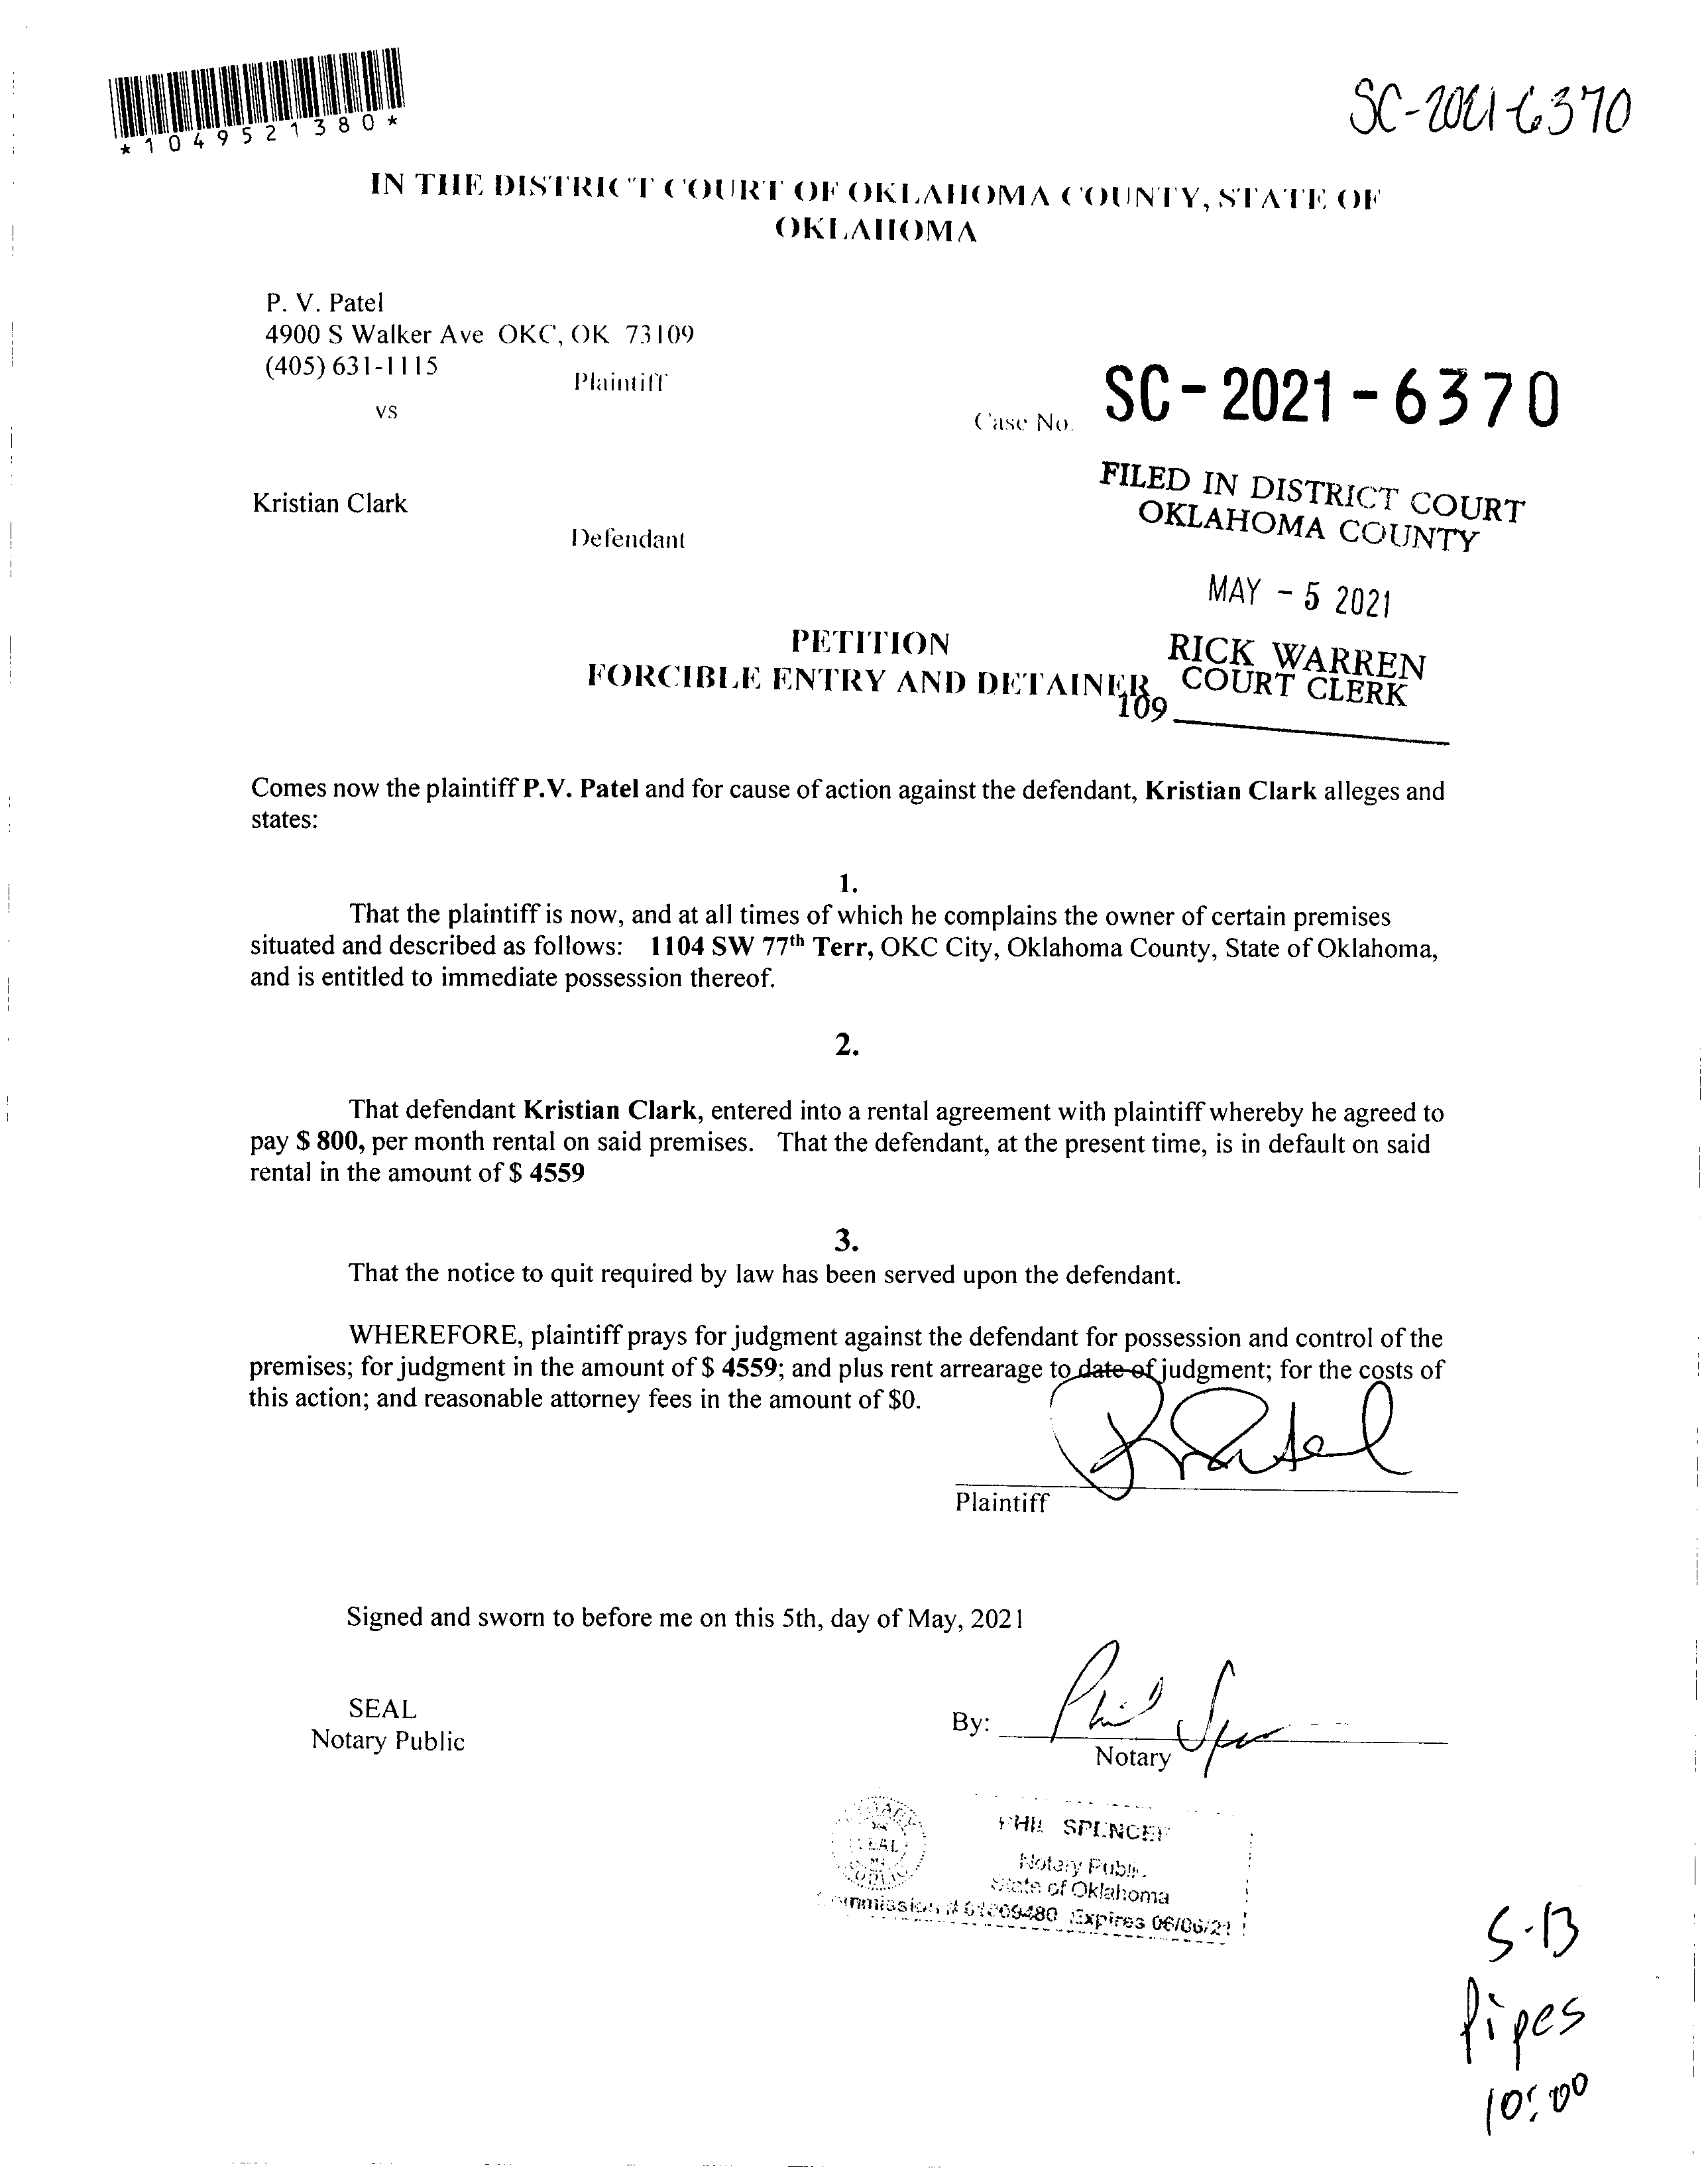 *1049521380*
SC-2021-6370
IN THE DISTRICT COURT OF OKLAHOMA COUNTY, STATE OF
OKLAHOMA
P. V. Patel
4900 S Walker Ave OKC, OK 73109
(405) 631-1115
Plaintiff
vs
Case No. SC-2021-6370
FILED IN DISTRICT COURT
OKLAHOMA COUNTY
Kristian Clark
Defendant
MAY - 5 2021
PETITION
FORCIBLE ENTRY AND DETAINER
RICK WARREN
COURT CLERK
109
Comes now the plaintiff P.V. Patel and for cause of action against the defendant, Kristian Clark alleges and
states:
1.
That the plaintiff is now, and at all times of which he complains the owner of certain premises
situated and described as follows: 1104 SW 77th Terr, OKC City, Oklahoma County, State of Oklahoma,
and is entitled to immediate possession thereof.
2.
That defendant Kristian Clark, entered into a rental agreement with plaintiff whereby he agreed to
pay $ 800, per month rental on said premises. That the defendant, at the present time, is in default on said
rental in the amount of $ 4559
3.
That the notice to quit required by law has been served upon the defendant.
WHEREFORE, plaintiff prays for judgment against the defendant for possession and control of the
premises; for judgment in the amount of $ 4559; and plus rent arrearage to date of judgment; for the costs of
this action; and reasonable attorney fees in the amount of $0.
Plaintiff
Signed and sworn to before me on this 5th, day of May, 2021
SEAL
Notary Public
By:
Notary
SEAL
PHIL SPENCER
Notary Public
State of Oklahoma
Commission # 01009480 Expires 06/06/21
5-13
Pipes
10:00